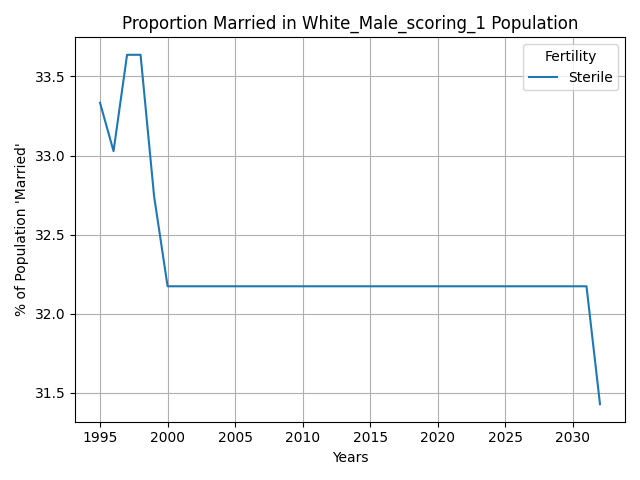 Proportion Married in White_Male_scoring_1 Population
Fertility
Sterile
% of Population 'Married'
33.5
33.0
32.5
32.0
31.5
1995 2000 2005 2010 2015 2020 2025 2030
Years